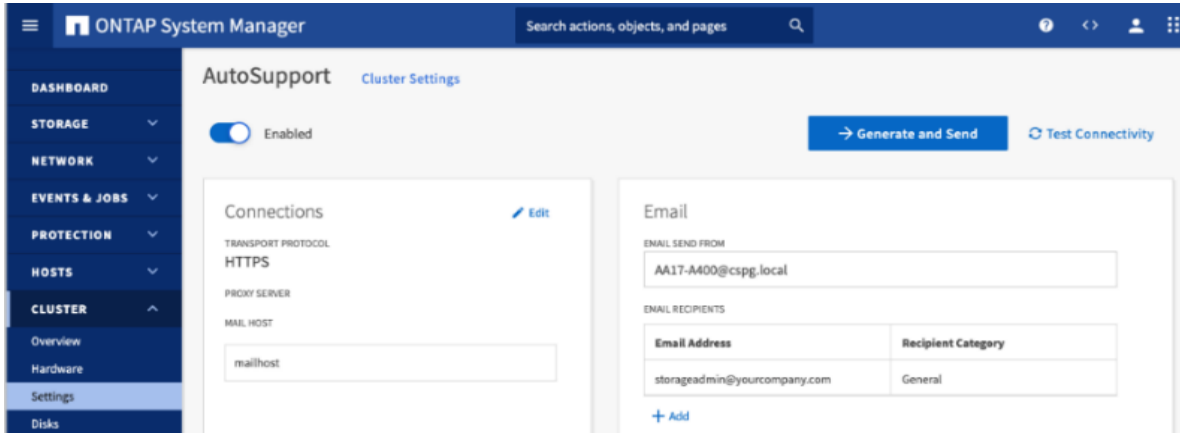 ONTAP System Manager
Search actions, objects, and pages
DASHBOARD
STORAGE
NETWORK
EVENTS & JOBS
PROTECTION
HOSTS
CLUSTER
Overview
Hardware
Settings
Disks
AutoSupport
Cluster Settings
Enabled
Generate and Send
Test Connectivity
Connections
Edit
TRANSPORT PROTOCOL
HTTPS
PROXY SERVER
MAIL HOST
mailhost
Email
EMAIL SEND FROM
AA17-A400@cspg.local
EMAIL RECIPIENTS
Email Address Recipient Category
storageadmin@yourcompany.com General
+ Add